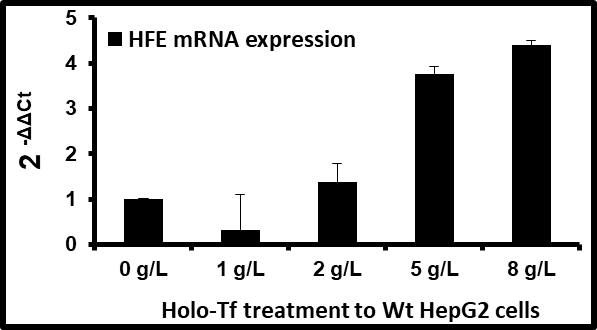 HFE mRNA expression
5
4
3
2
1
0
2 -ΔΔCt
0 g/L 1 g/L 2 g/L 5 g/L 8 g/L
Holo-Tf treatment to Wt HepG2 cells